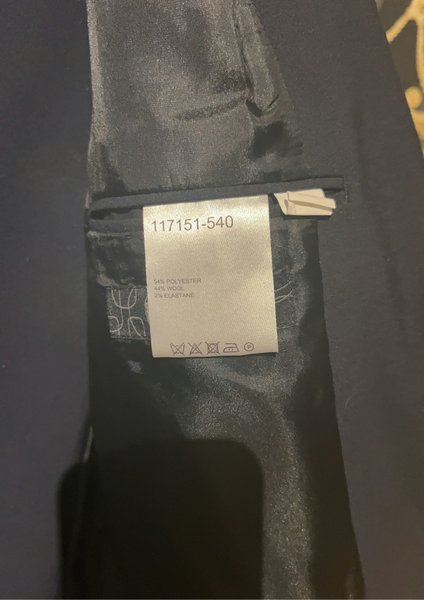 117151-540
54% POLYESTER
44% WOOL
2% ELASTANE
P